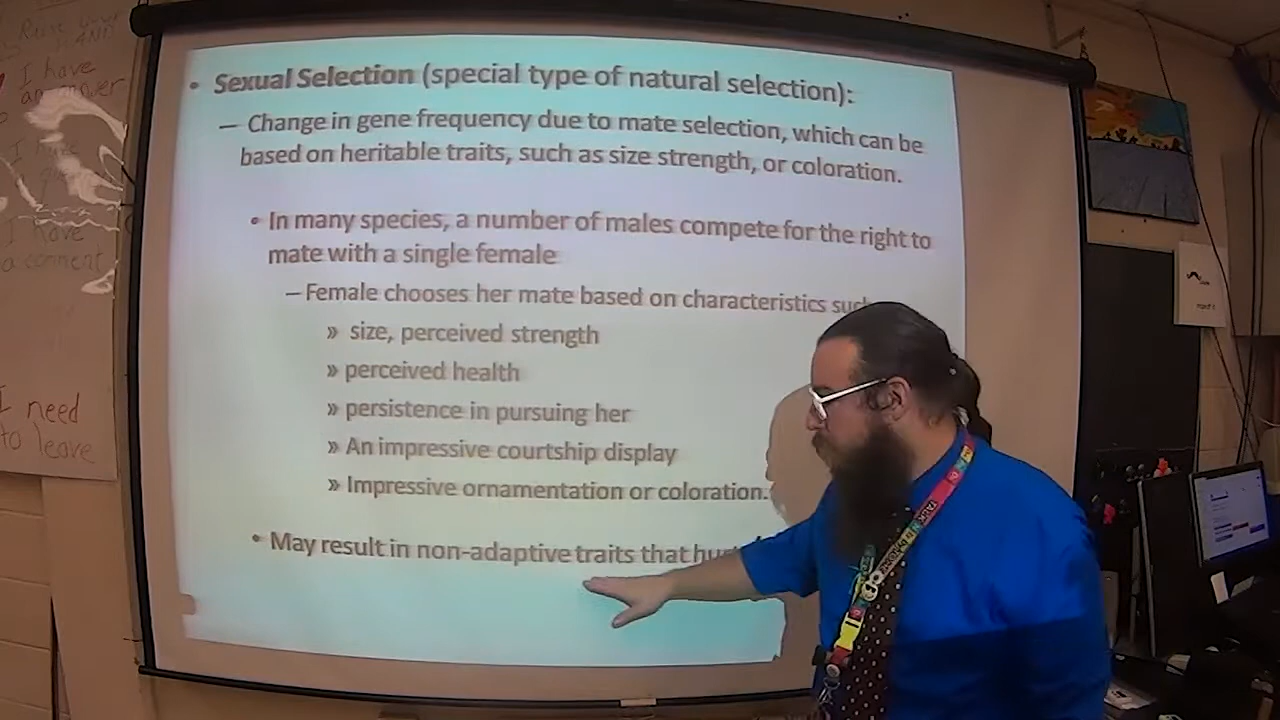 • Sexual Selection (special type of natural selection):
– Change in gene frequency due to mate selection, which can be
based on heritable traits, such as size strength, or coloration.
• In many species, a number of males compete for the right to
mate with a single female
– Female chooses her mate based on characteristics
» size, perceived strength
» perceived health
» persistence in pursuing her
» An impressive courtship display
» Impressive ornamentation or coloration.
• May result in non-adaptive traits that
I have
an answer
I have
a comment
I need
to leave